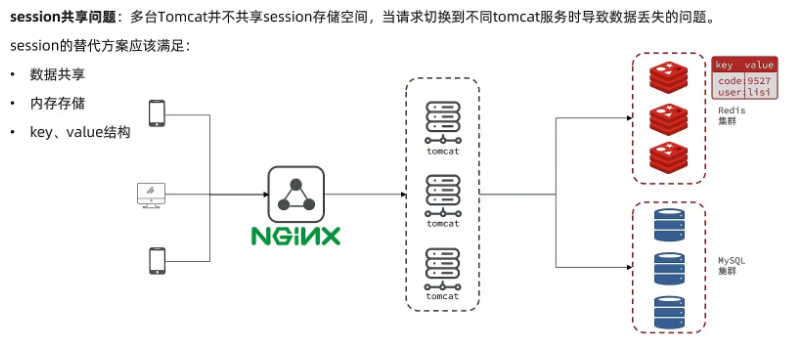 session共享问题：多台Tomcat并不共享session存储空间，当请求切换到不同tomcat服务时导致数据丢失的问题。
session的替代方案应该满足：
• 数据共享
• 内存存储
• key、value结构
NGINX
tomcat
tomcat
tomcat
key value
code:9527
user:lisi
Redis
集群
MySQL
集群